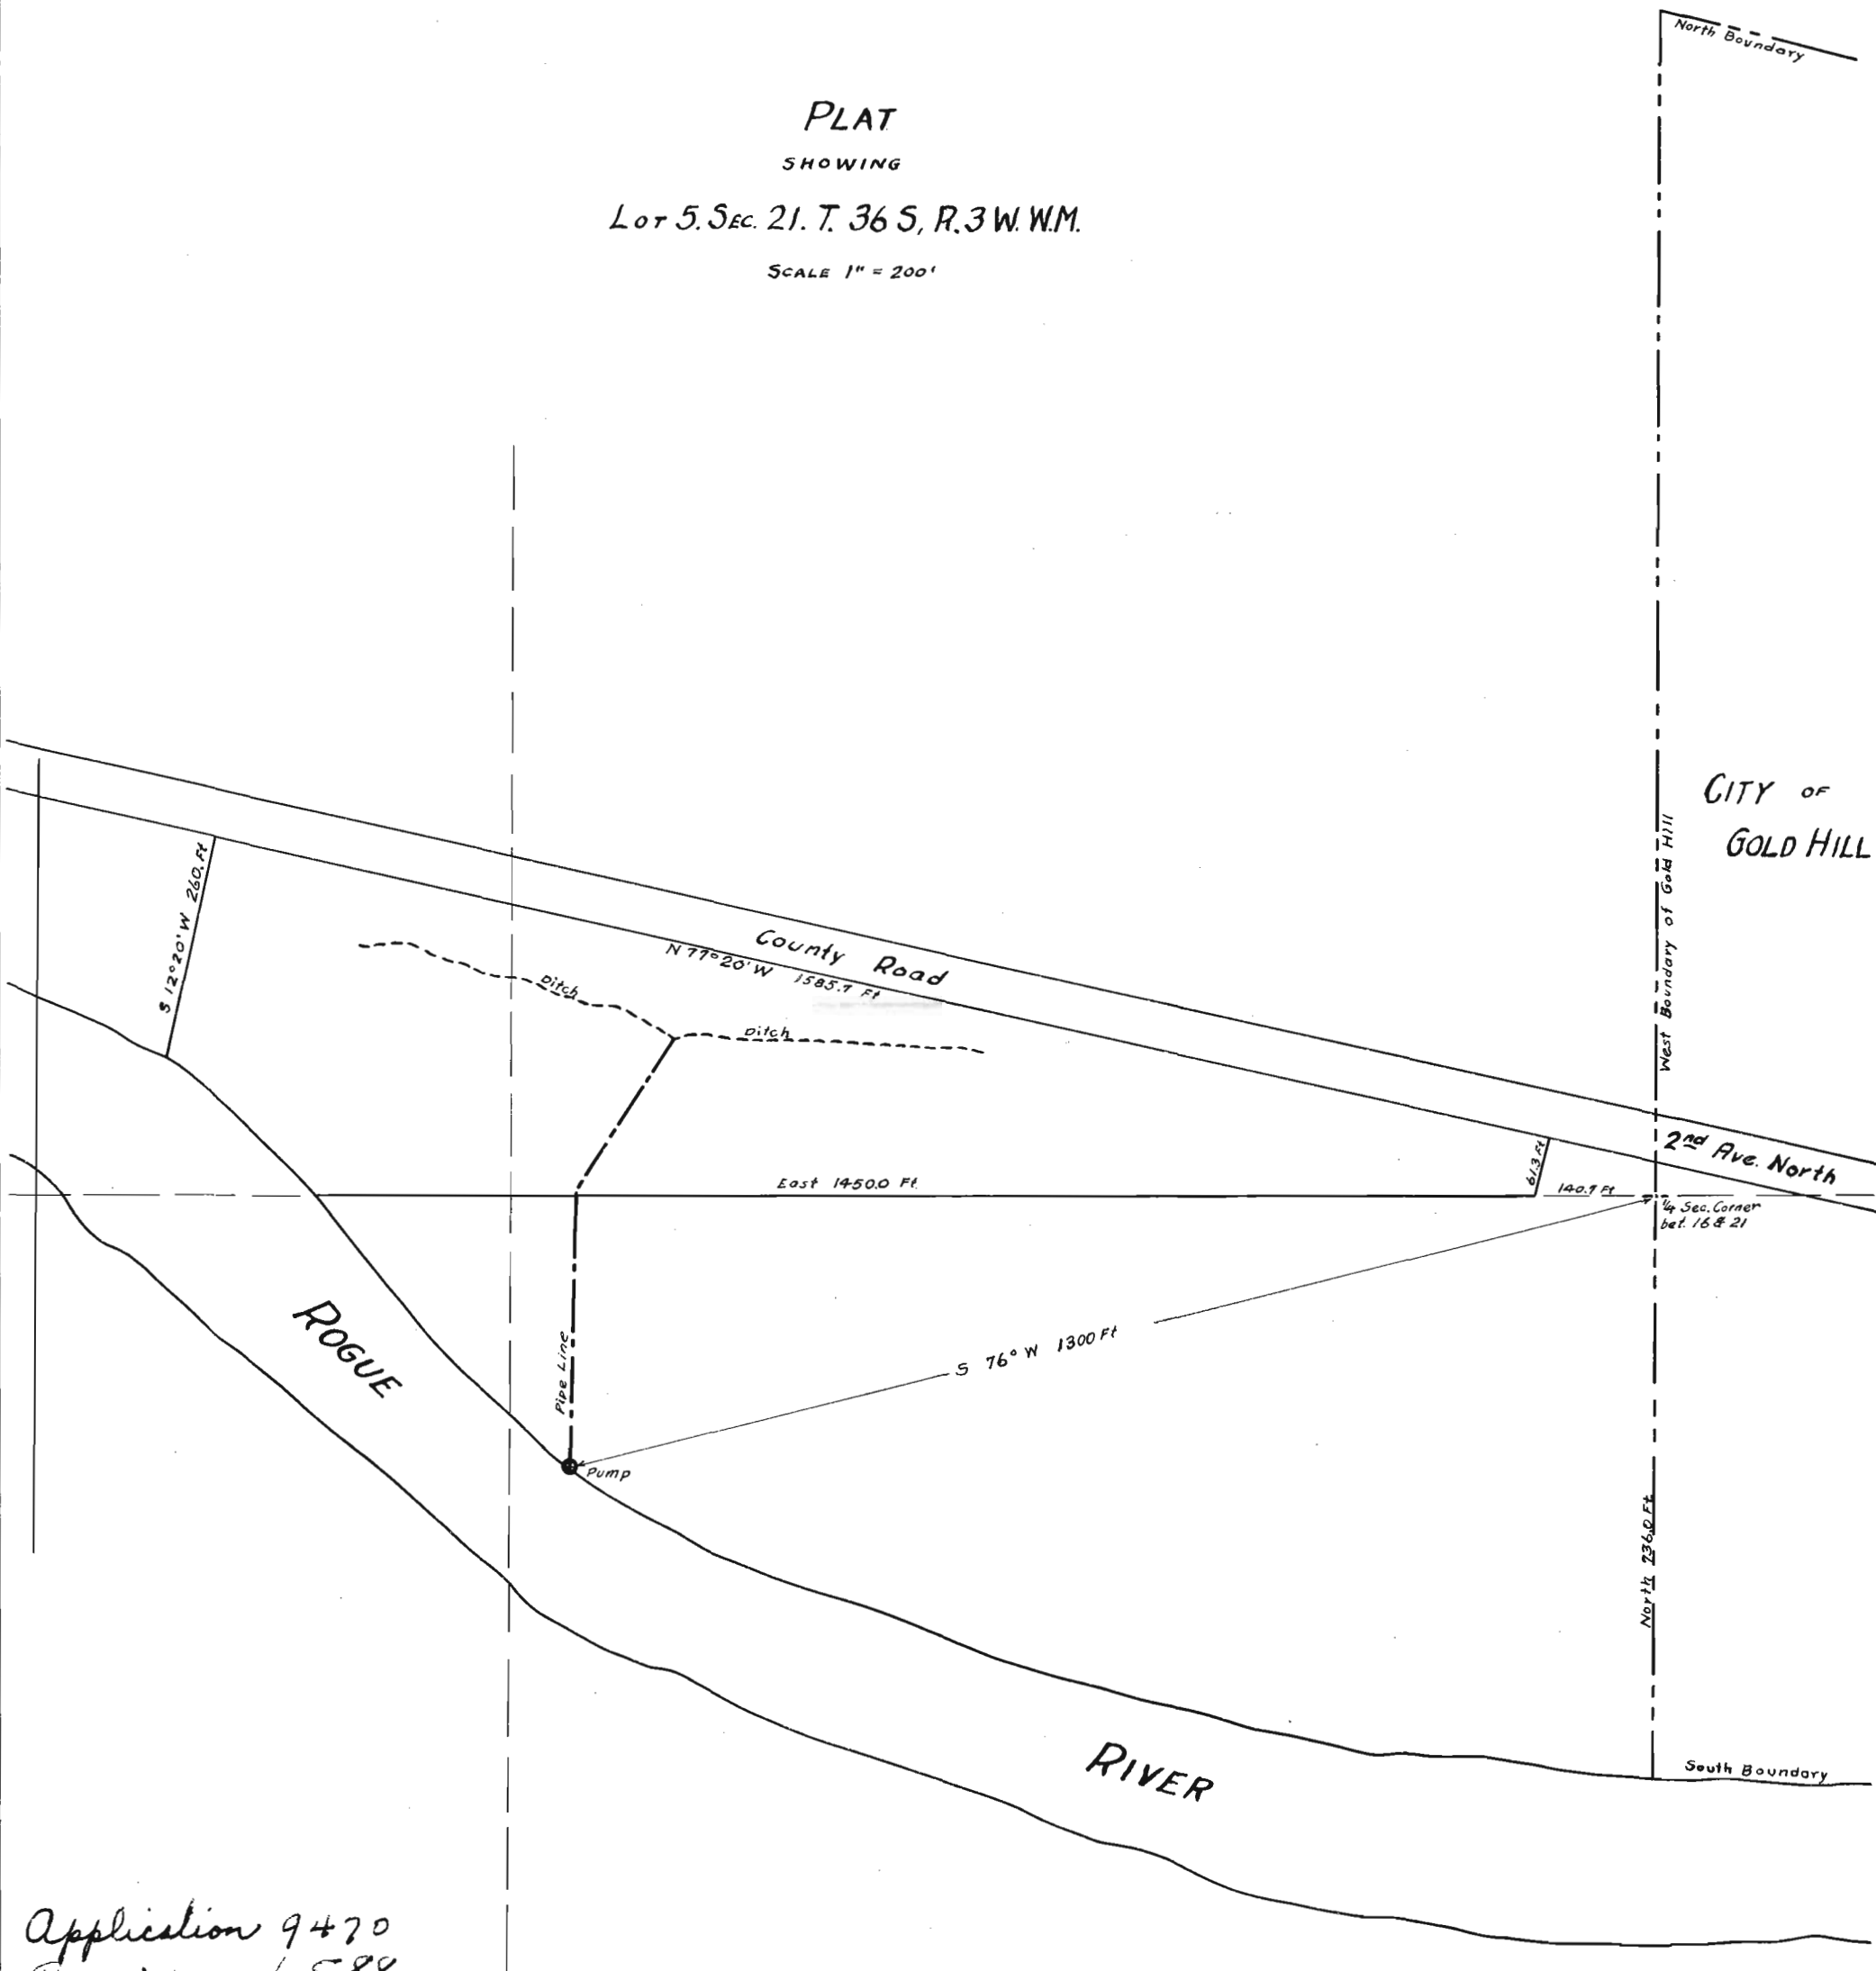 North Boundary
PLAT
SHOWING
LOT 5. SEC. 21. T. 36 S, R. 3 W. W.M.
SCALE 1" = 200'
CITY OF
GOLD HILL
West Boundary of Gold Hill
S 12°20' W 260. Ft
County Road
N 77°20' W 1585.7 Ft
Ditch
Ditch
2nd Ave. North
61.3 Ft
East 1450.0 Ft.
140.7 Ft
1/4 Sec. Corner
bet. 16 & 21
ROGUE
Pipe Line
S 76° W 1300 Ft
Pump
North 736.0 Ft
RIVER
South Boundary
Application 9470